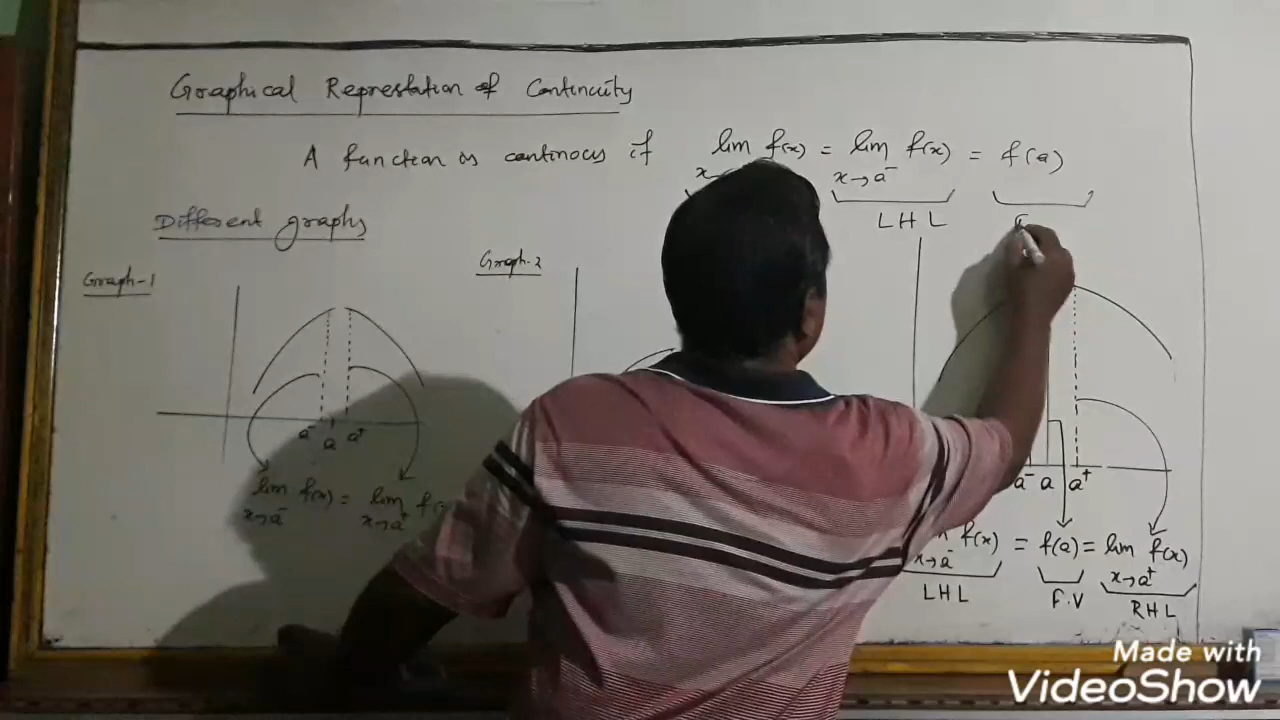 Graphical Represtation of Continuity
A function is continous if lim f(x) = lim f(x) = f(a)
x→a⁻
LHL
Different graphs
Graph-1
Graph-2
a⁻ a a⁺
a⁻ a a⁺
lim f(x) = lim
x→a⁻ x→a⁺
f(x) = f(a) = lim f(x)
x→a⁻ x→a⁺
LHL F.V RHL
Made with
VideoShow